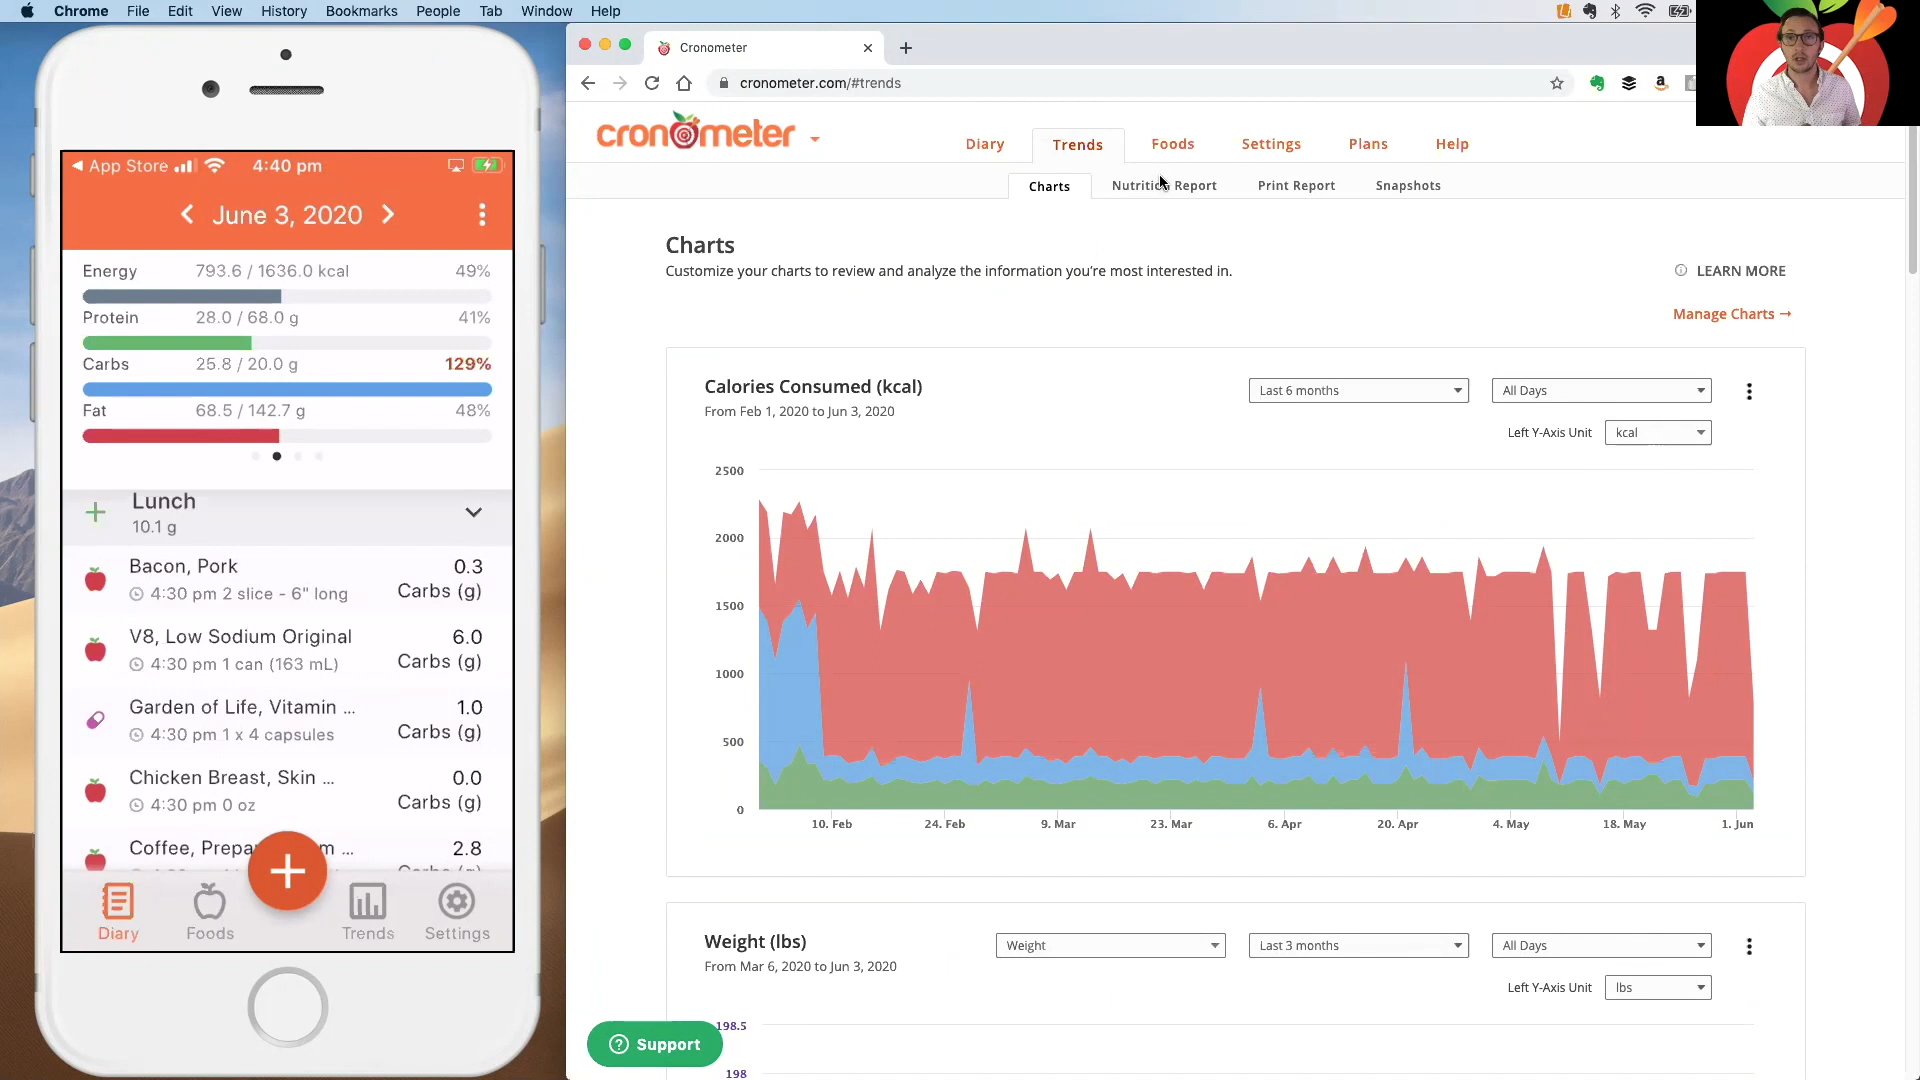 Chrome File Edit View History Bookmarks People Tab Window Help
App Store 4:40 pm
June 3, 2020
Energy 793.6 / 1636.0 kcal 49%
Protein 28.0 / 68.0 g 41%
Carbs 25.8 / 20.0 g 129%
Fat 68.5 / 142.7 g 48%
Lunch
10.1 g
Bacon, Pork 0.3
4:30 pm 2 slice - 6" long Carbs (g)
V8, Low Sodium Original 6.0
4:30 pm 1 can (163 mL) Carbs (g)
Garden of Life, Vitamin ... 1.0
4:30 pm 1 x 4 capsules Carbs (g)
Chicken Breast, Skin ... 0.0
4:30 pm 0 oz Carbs (g)
Coffee, ... 2.8
Diary Foods Trends Settings
Cronometer
cronometer.com/#trends
cronometer
Diary Trends Foods Settings Plans Help
Charts Nutrition Report Print Report Snapshots
Charts
Customize your charts to review and analyze the information you're most interested in.
LEARN MORE
Manage Charts →
Calories Consumed (kcal) Last 6 months All Days
From Feb 1, 2020 to Jun 3, 2020
Left Y-Axis Unit kcal
2500
2000
1500
1000
500
0
10. Feb 24. Feb 9. Mar 23. Mar 6. Apr 20. Apr 4. May 18. May 1. Jun
Weight (lbs) Weight Last 3 months All Days
From Mar 6, 2020 to Jun 3, 2020
Left Y-Axis Unit lbs
198.5
198
Support